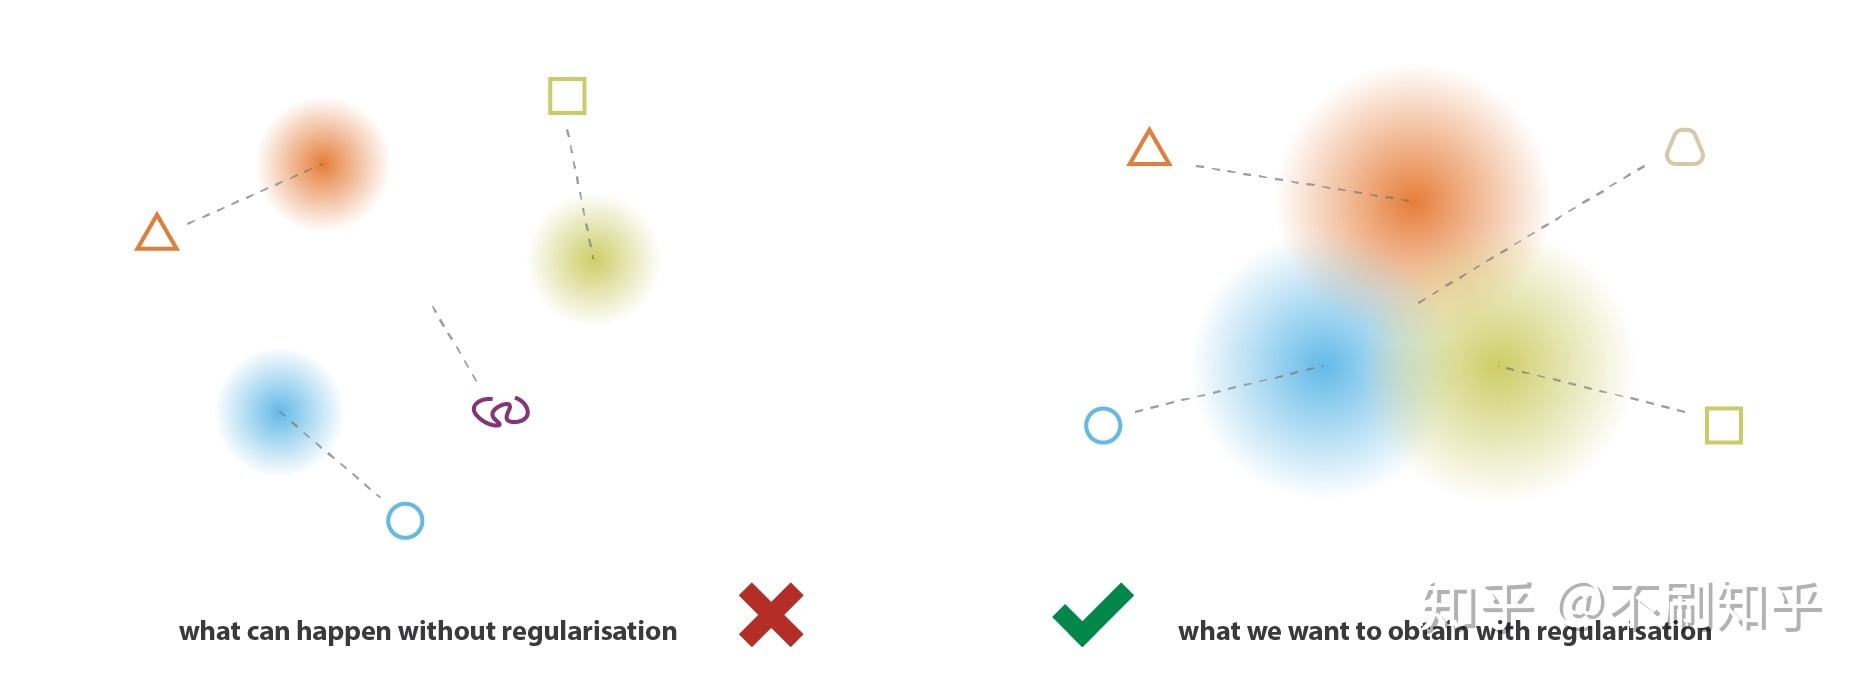 what can happen without regularisation
what we want to obtain with regularisation
知乎 @不刷知乎